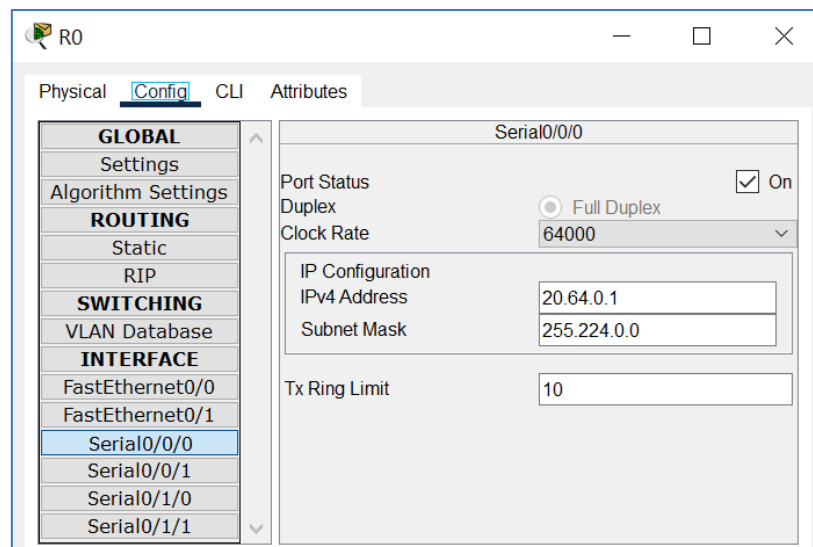 R0
Physical Config CLI Attributes
GLOBAL
Settings
Algorithm Settings
ROUTING
Static
RIP
SWITCHING
VLAN Database
INTERFACE
FastEthernet0/0
FastEthernet0/1
Serial0/0/0
Serial0/0/1
Serial0/1/0
Serial0/1/1
Serial0/0/0
Port Status On
Duplex Full Duplex
Clock Rate 64000
IP Configuration
IPv4 Address 20.64.0.1
Subnet Mask 255.224.0.0
Tx Ring Limit 10